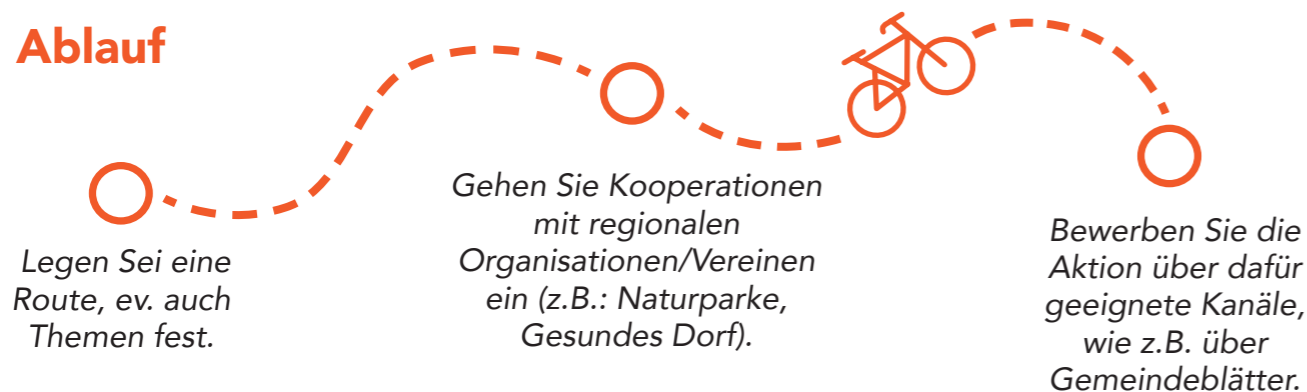 Ablauf
Legen Sei eine
Route, ev. auch
Themen fest.
Gehen Sie Kooperationen
mit regionalen
Organisationen/Vereinen
ein (z.B.: Naturparke,
Gesundes Dorf).
Bewerben Sie die
Aktion über dafür
geeignete Kanäle,
wie z.B. über
Gemeindeblätter.